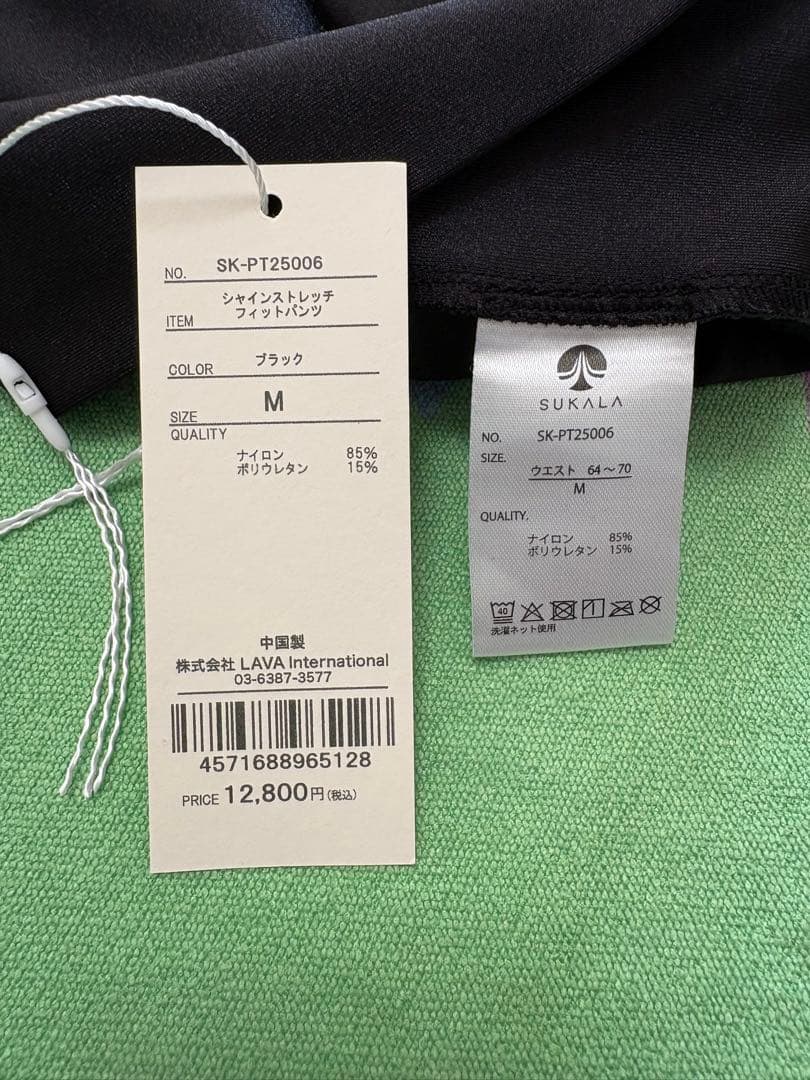 NO. SK-PT25006
シャインストレッチ
ITEM フィットパンツ
COLOR ブラック
SIZE M
QUALITY
ナイロン 85%
ポリウレタン 15%
中国製
株式会社 LAVA International
03-6387-3577
4571688965128
PRICE 12,800円(税込)
SUKALA
NO. SK-PT25006
SIZE.
ウエスト 64～70
M
QUALITY.
ナイロン 85%
ポリウレタン 15%
40
洗濯ネット使用